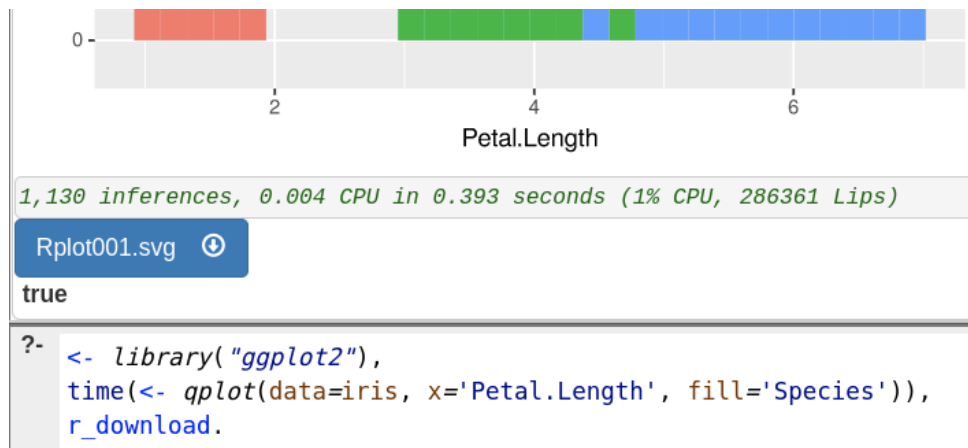 0
2 4 6
Petal.Length
1,130 inferences, 0.004 CPU in 0.393 seconds (1% CPU, 286361 Lips)
Rplot001.svg
true
?- <- library("ggplot2"),
time(<- qplot(data=iris, x='Petal.Length', fill='Species')),
r_download.